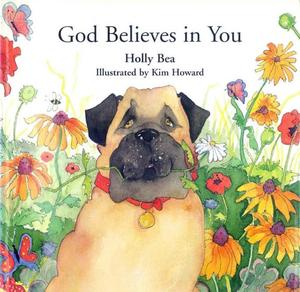 God Believes in You
Holly Bea
Illustrated by Kim Howard